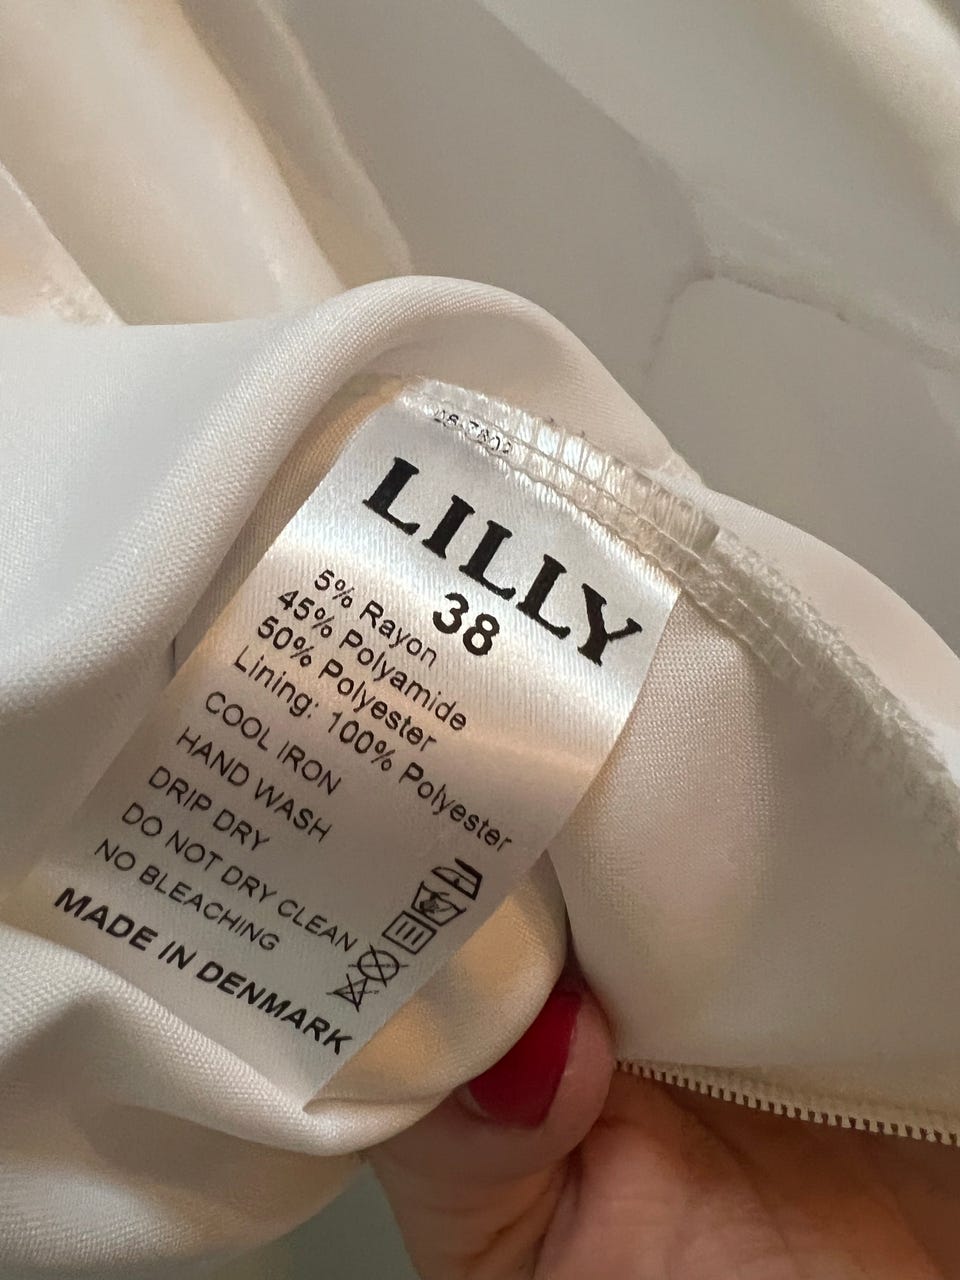 LILLY
38
5% Rayon
45% Polyamide
50% Polyester
Lining: 100% Polyester
COOL IRON
HAND WASH
DRIP DRY
DO NOT DRY CLEAN
NO BLEACHING
MADE IN DENMARK